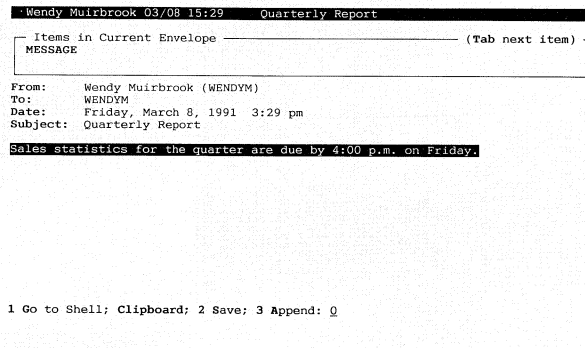 Wendy Muirbrook 03/08 15:29 Quarterly Report
Items in Current Envelope (Tab next item)
MESSAGE
From: Wendy Muirbrook (WENDYM)
To: WENDYM
Date: Friday, March 8, 1991 3:29 pm
Subject: Quarterly Report
Sales statistics for the quarter are due by 4:00 p.m. on Friday.
1 Go to Shell; Clipboard; 2 Save; 3 Append: 0